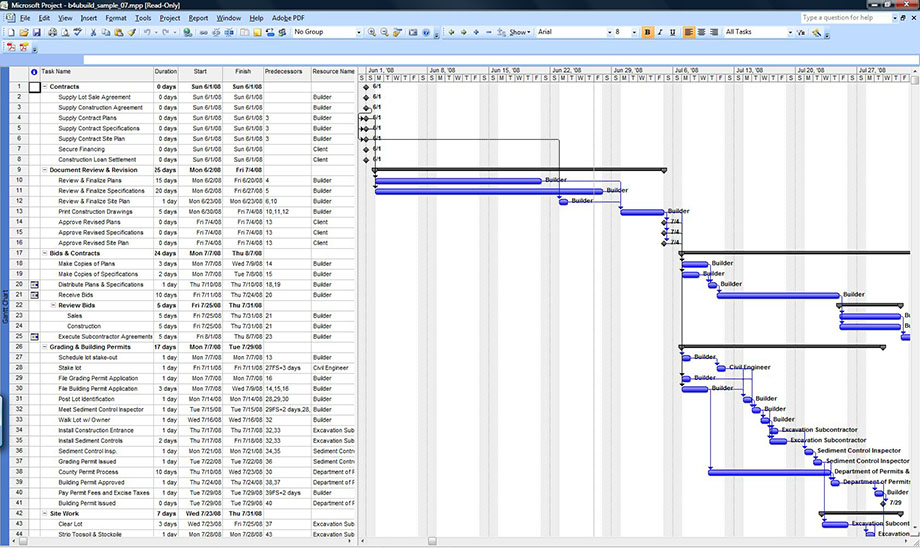 Microsoft Project - b4ubuild_sample_07.mpp [Read-Only]
File Edit View Insert Format Tools Project Report Window Help Adobe PDF
Type a question for help
No Group Show Arial 8 B I U All Tasks
Gantt Chart
Task Name Duration Start Finish Predecessors Resource Name
Jun 1, '08 Jun 8, '08 Jun 15, '08 Jun 22, '08 Jun 29, '08 Jul 6, '08 Jul 13, '08 Jul 20, '08 Jul 27, '08
1 Contracts 0 days Sun 6/1/08 Sun 6/1/08 6/1
2 Supply Lot Sale Agreement 0 days Sun 6/1/08 Sun 6/1/08 Builder 6/1
3 Supply Construction Agreement 0 days Sun 6/1/08 Sun 6/1/08 Builder 6/1
4 Supply Contract Plans 0 days Sun 6/1/08 Sun 6/1/08 3 Builder 6/1
5 Supply Contract Specifications 0 days Sun 6/1/08 Sun 6/1/08 3 Builder 6/1
6 Supply Contract Site Plan 0 days Sun 6/1/08 Sun 6/1/08 3 Builder 6/1
7 Secure Financing 0 days Sun 6/1/08 Sun 6/1/08 Client 6/1
8 Construction Loan Settlement 0 days Sun 6/1/08 Sun 6/1/08 Client 6/1
9 Document Review & Revision 25 days Mon 6/2/08 Fri 7/4/08
10 Review & Finalize Plans 15 days Mon 6/2/08 Fri 6/20/08 4 Builder Builder
11 Review & Finalize Specifications 20 days Mon 6/2/08 Fri 6/27/08 5 Builder Builder
12 Review & Finalize Site Plan 1 day Mon 6/23/08 Mon 6/23/08 6,10 Builder Builder
13 Print Construction Drawings 5 days Mon 6/30/08 Fri 7/4/08 10,11,12 Builder Builder
14 Approve Revised Plans 0 days Fri 7/4/08 Fri 7/4/08 13 Client 7/4
15 Approve Revised Specifications 0 days Fri 7/4/08 Fri 7/4/08 13 Client 7/4
16 Approve Revised Site Plan 0 days Fri 7/4/08 Fri 7/4/08 13 Client 7/4
17 Bids & Contracts 24 days Mon 7/7/08 Thu 8/7/08
18 Make Copies of Plans 3 days Mon 7/7/08 Wed 7/9/08 14 Builder Builder
19 Make Copies of Specifications 2 days Mon 7/7/08 Tue 7/8/08 15 Builder Builder
20 Distribute Plans & Specifications 1 day Thu 7/10/08 Thu 7/10/08 18,19 Builder Builder
21 Receive Bids 10 days Fri 7/11/08 Thu 7/24/08 20 Builder Builder
22 Review Bids 5 days Fri 7/25/08 Thu 7/31/08
23 Sales 5 days Fri 7/25/08 Thu 7/31/08 21 Builder
24 Construction 5 days Fri 7/25/08 Thu 7/31/08 21 Builder
25 Execute Subcontractor Agreements 5 days Fri 8/1/08 Thu 8/7/08 23 Builder
26 Grading & Building Permits 17 days Mon 7/7/08 Tue 7/29/08
27 Schedule lot stake-out 1 day Mon 7/7/08 Mon 7/7/08 13 Builder Builder
28 Stake lot 1 day Fri 7/11/08 Fri 7/11/08 27FS+3 days Civil Engineer Civil Engineer
29 File Grading Permit Application 1 day Mon 7/7/08 Mon 7/7/08 16 Builder Builder
30 File Building Permit Application 3 days Mon 7/7/08 Wed 7/9/08 14,15,16 Builder Builder
31 Post Lot Identification 1 day Mon 7/14/08 Mon 7/14/08 28,29,30 Builder Builder
32 Meet Sediment Control Inspector 1 day Tue 7/15/08 Tue 7/15/08 29FS+2 days,28, Builder Builder
33 Walk Lot w/ Owner 1 day Wed 7/16/08 Wed 7/16/08 32 Builder Builder
34 Install Construction Entrance 1 day Thu 7/17/08 Thu 7/17/08 32,33 Excavation Sub Excavation Subcontractor
35 Install Sediment Controls 2 days Thu 7/17/08 Fri 7/18/08 32,33 Excavation Sub Excavation Subcontractor
36 Sediment Control Insp. 1 day Mon 7/21/08 Mon 7/21/08 34,35 Sediment Contr Sediment Control Inspector
37 Grading Permit Issued 1 day Tue 7/22/08 Tue 7/22/08 36 Sediment Contr Sediment Control Inspector
38 County Permit Process 10 days Thu 7/10/08 Wed 7/23/08 30 Department of P Department of Permits &
39 Building Permit Approved 1 day Thu 7/24/08 Thu 7/24/08 38,37 Department of P Department of Permits
40 Pay Permit Fees and Excise Taxes 1 day Tue 7/29/08 Tue 7/29/08 39FS+2 days Builder Builder
41 Building Permit Issued 0 days Tue 7/29/08 Tue 7/29/08 40 Department of P 7/29
42 Site Work 7 days Wed 7/23/08 Thu 7/31/08
43 Clear Lot 3 days Wed 7/23/08 Fri 7/25/08 37 Excavation Sub Excavation Subcont
44 Strip Topsoil & Stockpile 1 day Mon 7/28/08 Mon 7/28/08 43 Excavation Sub Excavation